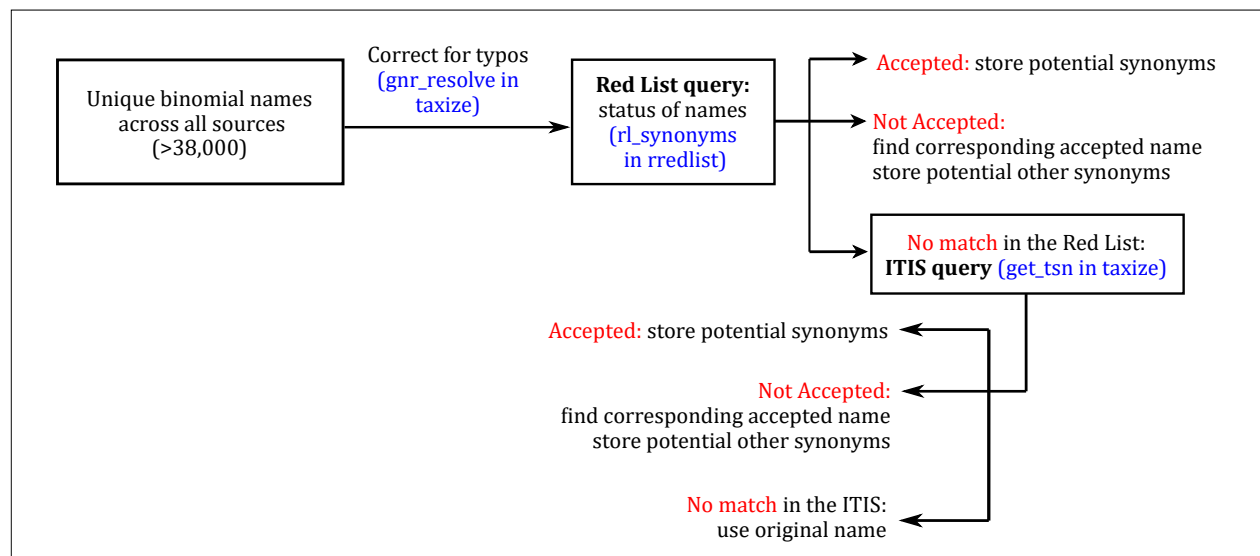 Unique binomial names
across all sources
(>38,000)
Correct for typos
(gnr_resolve in
taxize)
Red List query:
status of names
(rl_synonyms
in rredlist)
Accepted: store potential synonyms
Not Accepted:
find corresponding accepted name
store potential other synonyms
No match in the Red List:
ITIS query (get_tsn in taxize)
Accepted: store potential synonyms
Not Accepted:
find corresponding accepted name
store potential other synonyms
No match in the ITIS:
use original name